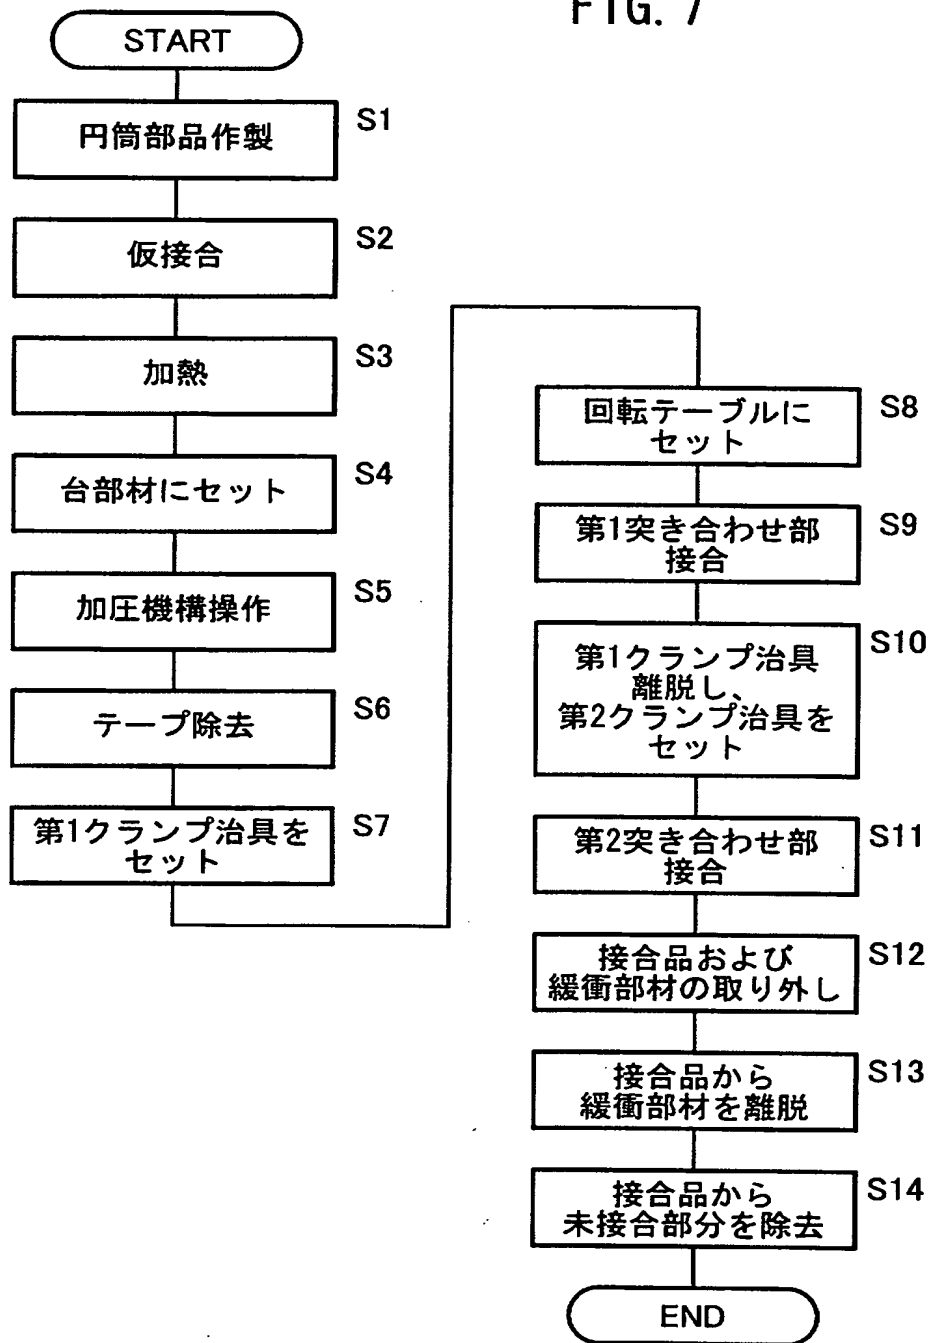 FIG. 7
START
円筒部品作製
S1
仮接合
S2
加熱
S3
台部材にセット
S4
加圧機構操作
S5
テープ除去
S6
第1クランプ治具を
セット
S7
回転テーブルに
セット
S8
第1突き合わせ部
接合
S9
第1クランプ治具
離脱し、
第2クランプ治具を
セット
S10
第2突き合わせ部
接合
S11
接合品および
緩衝部材の取り外し
S12
接合品から
緩衝部材を離脱
S13
接合品から
未接合部分を除去
S14
END